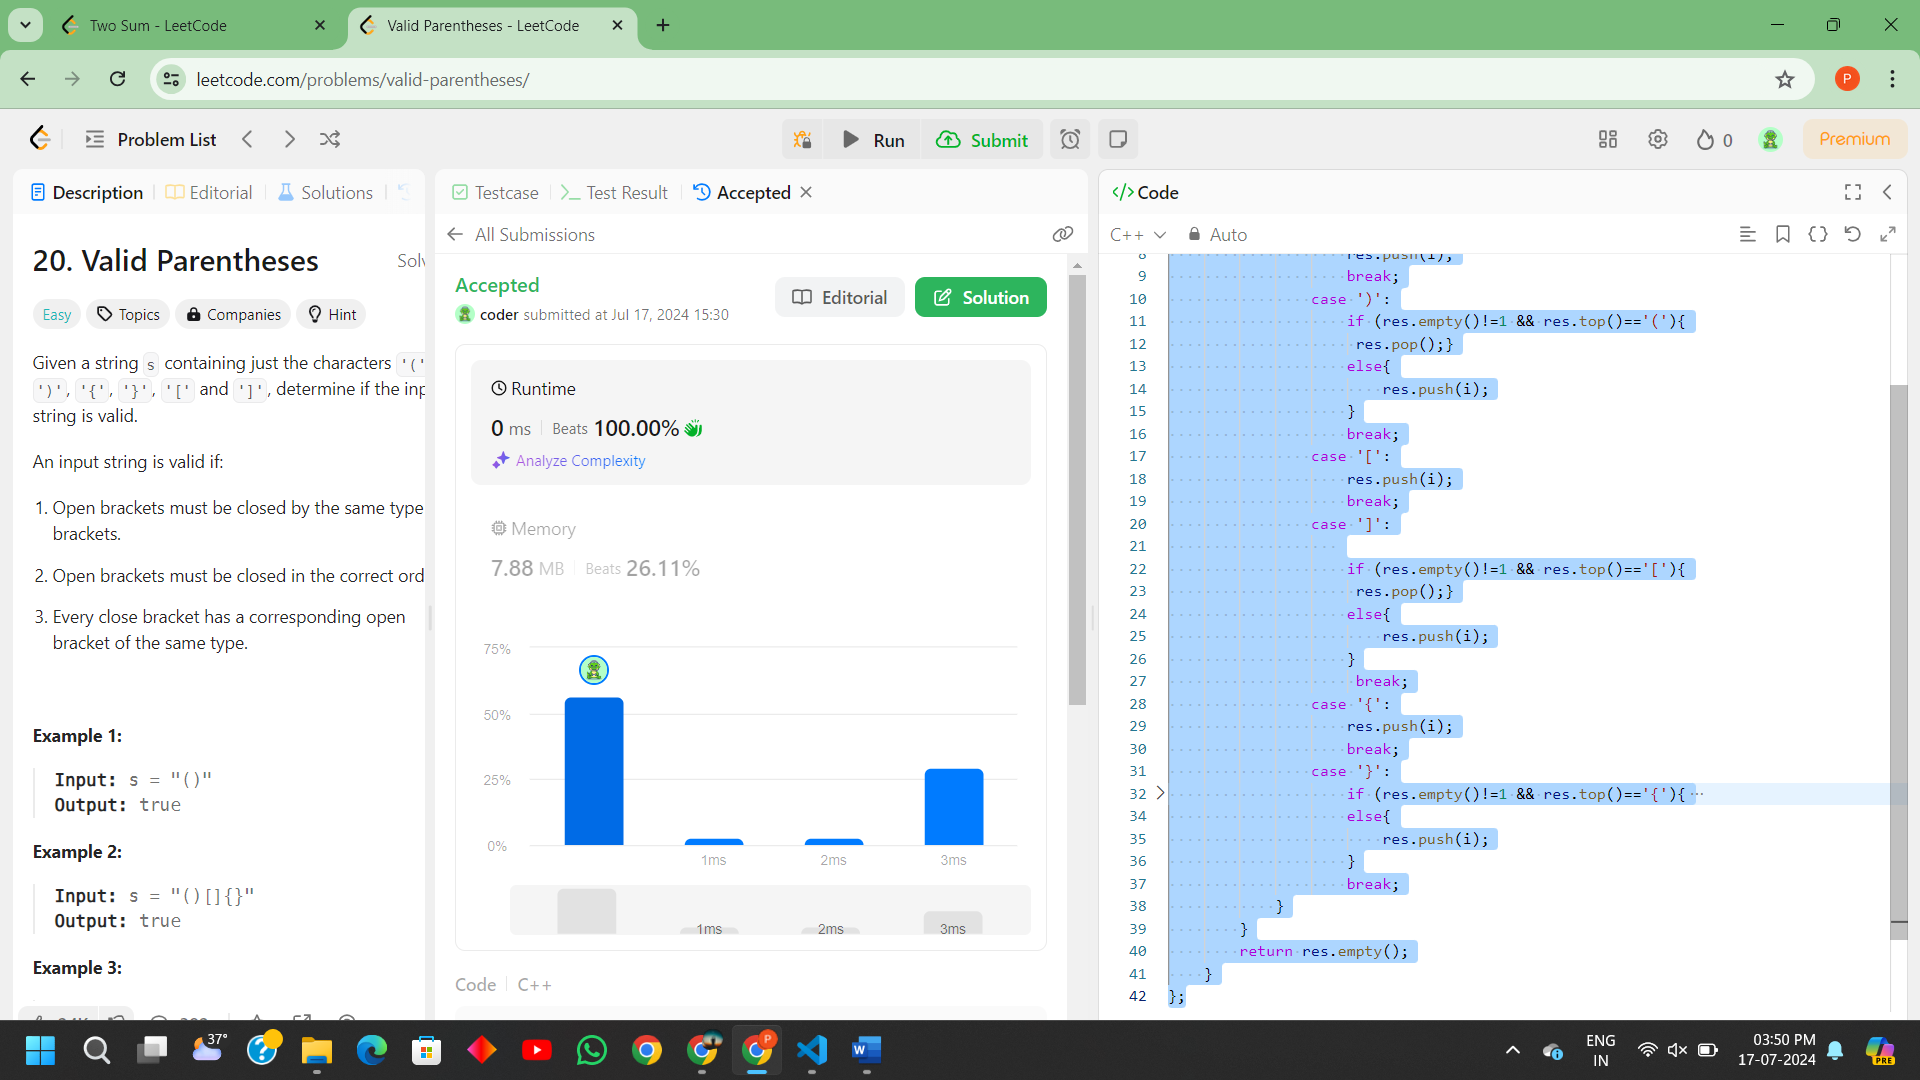 Two Sum - LeetCode
Valid Parentheses - LeetCode
leetcode.com/problems/valid-parentheses/
P
Problem List
Run
Submit
0
Premium
Description
Editorial
Solutions
20. Valid Parentheses
Solv
Easy
Topics
Companies
Hint
Given a string s containing just the characters '('
')', '{', '}', '[' and ']', determine if the inp
string is valid.
An input string is valid if:
1. Open brackets must be closed by the same type
brackets.
2. Open brackets must be closed in the correct ord
3. Every close bracket has a corresponding open
bracket of the same type.
Example 1:
Input: s = "()"
Output: true
Example 2:
Input: s = "()[]{}"
Output: true
Example 3:
Testcase
Test Result
Accepted
All Submissions
Accepted
coder submitted at Jul 17, 2024 15:30
Editorial
Solution
Runtime
0 ms
Beats 100.00%
Analyze Complexity
Memory
7.88 MB
Beats 26.11%
75%
50%
25%
0%
1ms
2ms
3ms
1ms
2ms
3ms
Code
C++
</> Code
C++
Auto
8 res.push(i);
9 break;
10 case ')':
11 if (res.empty()!=1 && res.top()=='('){
12 res.pop();}
13 else{
14 res.push(i);
15 }
16 break;
17 case '[':
18 res.push(i);
19 break;
20 case ']':
21
22 if (res.empty()!=1 && res.top()=='['){
23 res.pop();}
24 else{
25 res.push(i);
26 }
27 break;
28 case '{':
29 res.push(i);
30 break;
31 case '}':
32 if (res.empty()!=1 && res.top()=='{'){ ···
34 else{
35 res.push(i);
36 }
37 break;
38 }
39 }
40 return res.empty();
41 }
42 };
37°
P
ENG
IN
03:50 PM
17-07-2024
PRE